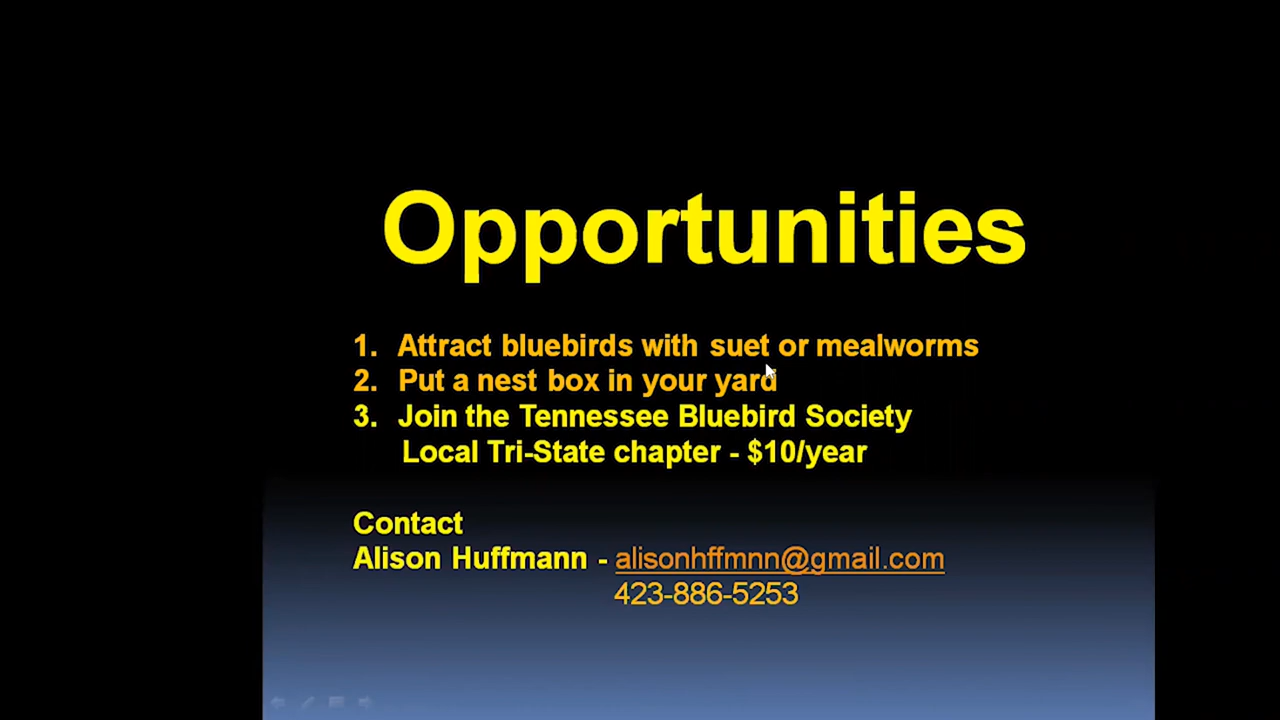 Opportunities
1. Attract bluebirds with suet or mealworms
2. Put a nest box in your yard
3. Join the Tennessee Bluebird Society
Local Tri-State chapter - $10/year
Contact
Alison Huffmann - alisonhffmnn@gmail.com
423-886-5253